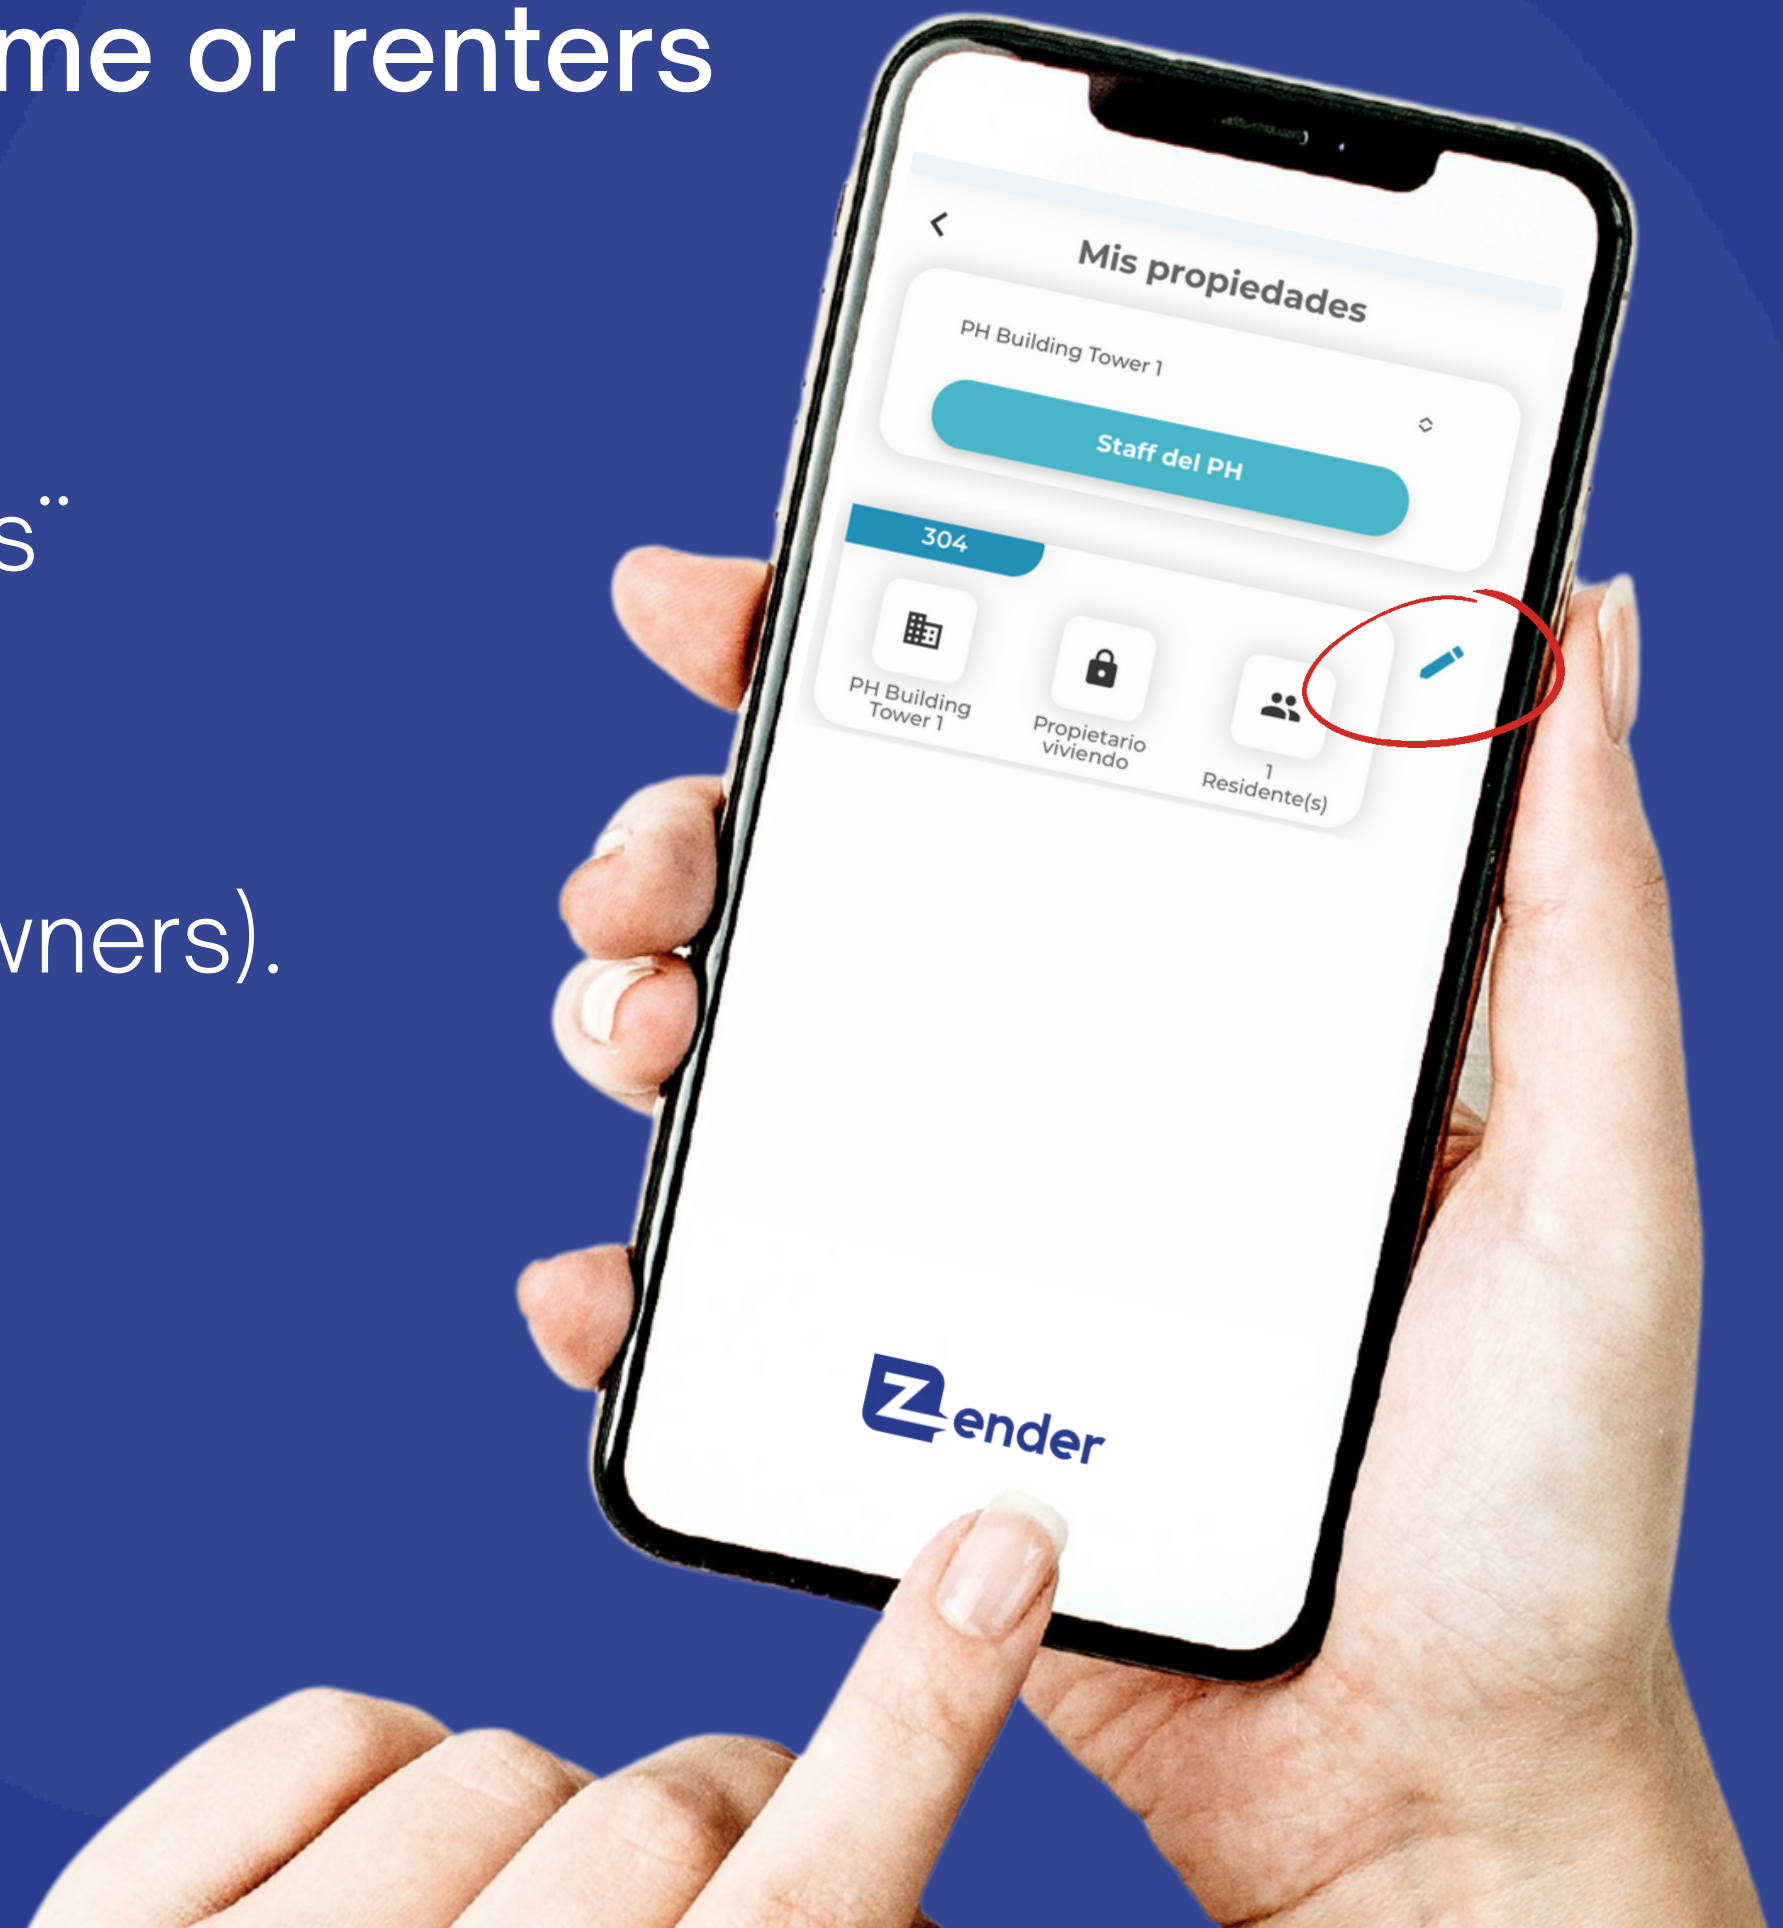 me or renters
s¨
wners).
Mis propiedades
PH Building Tower 1
Staff del PH
304
PH Building
Tower 1
Propietario
viviendo
1
Residente(s)
Zender